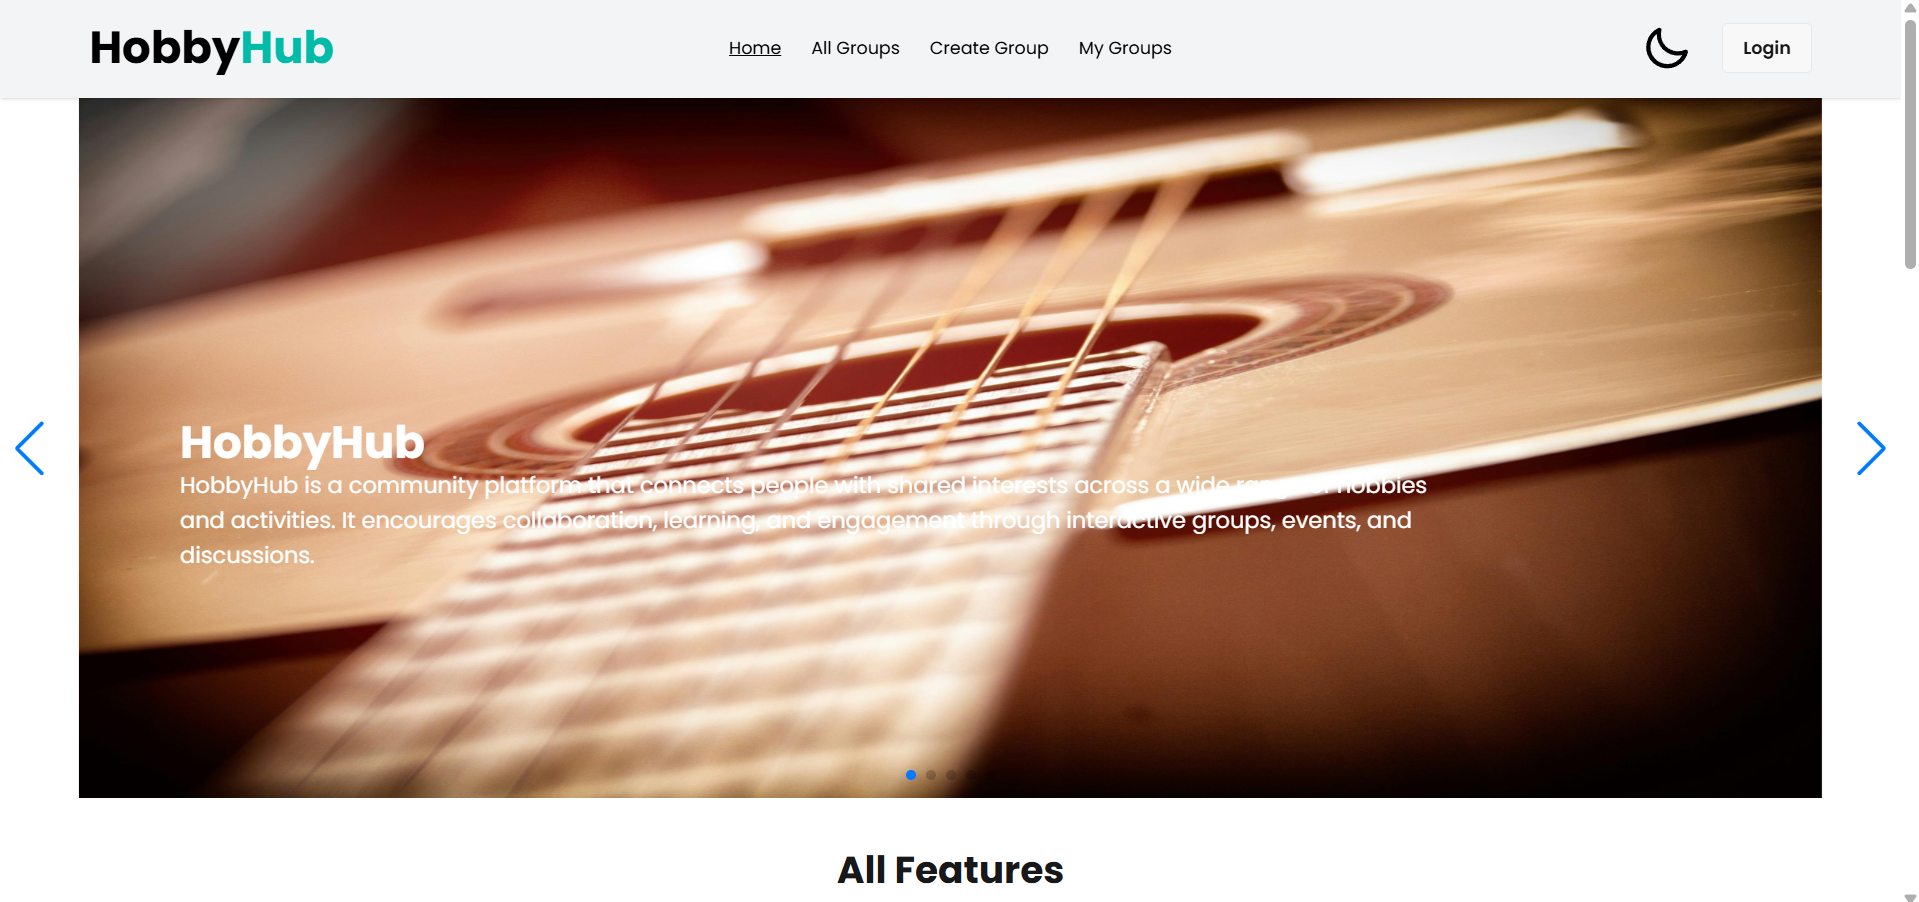 HobbyHub
Home All Groups Create Group My Groups
Login
HobbyHub
HobbyHub is a community platform that connects people with shared interests across a wide range of hobbies
and activities. It encourages collaboration, learning, and engagement through interactive groups, events, and
discussions.
All Features